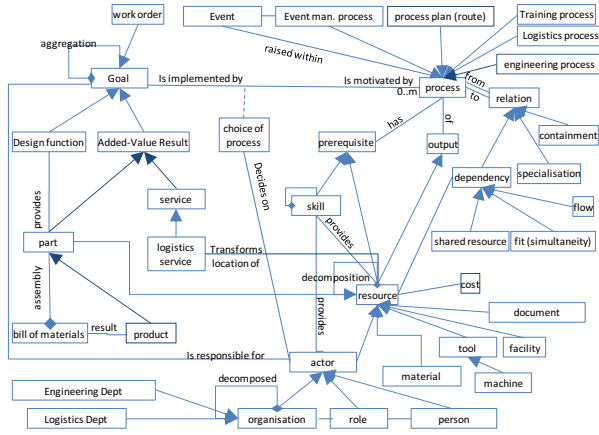 work order
Event
Event man. process
process plan (route)
Training process
Logistics process
engineering process
aggregation
raised within
Goal
Is implemented by
Is motivated by
0..m
process
from
to
relation
has
of
containment
Design function
Added-Value Result
choice of
process
prerequisite
output
specialisation
dependency
flow
service
skill
provides
Decides on
provides
shared resource
fit (simultaneity)
part
logistics
service
Transforms
location of
decomposition
resource
cost
document
assembly
provides
bill of materials
result
product
tool
facility
Is responsible for
actor
material
machine
Engineering Dept
decomposed
Logistics Dept
organisation
role
person